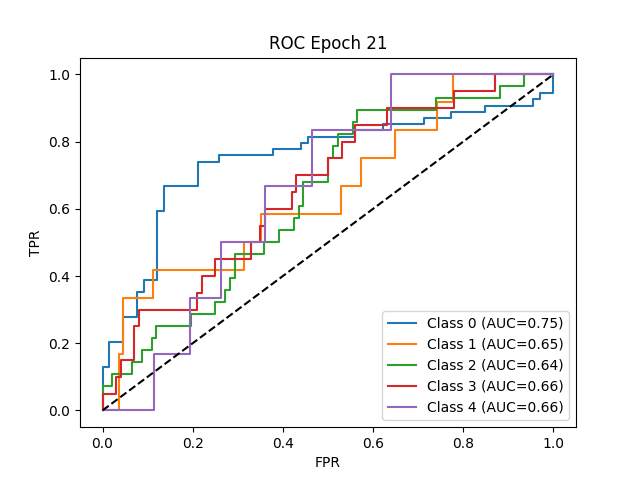 ROC Epoch 21
TPR
1.0
0.8
0.6
0.4
0.2
0.0
Class 0 (AUC=0.75)
Class 1 (AUC=0.65)
Class 2 (AUC=0.64)
Class 3 (AUC=0.66)
Class 4 (AUC=0.66)
0.0 0.2 0.4 0.6 0.8 1.0
FPR